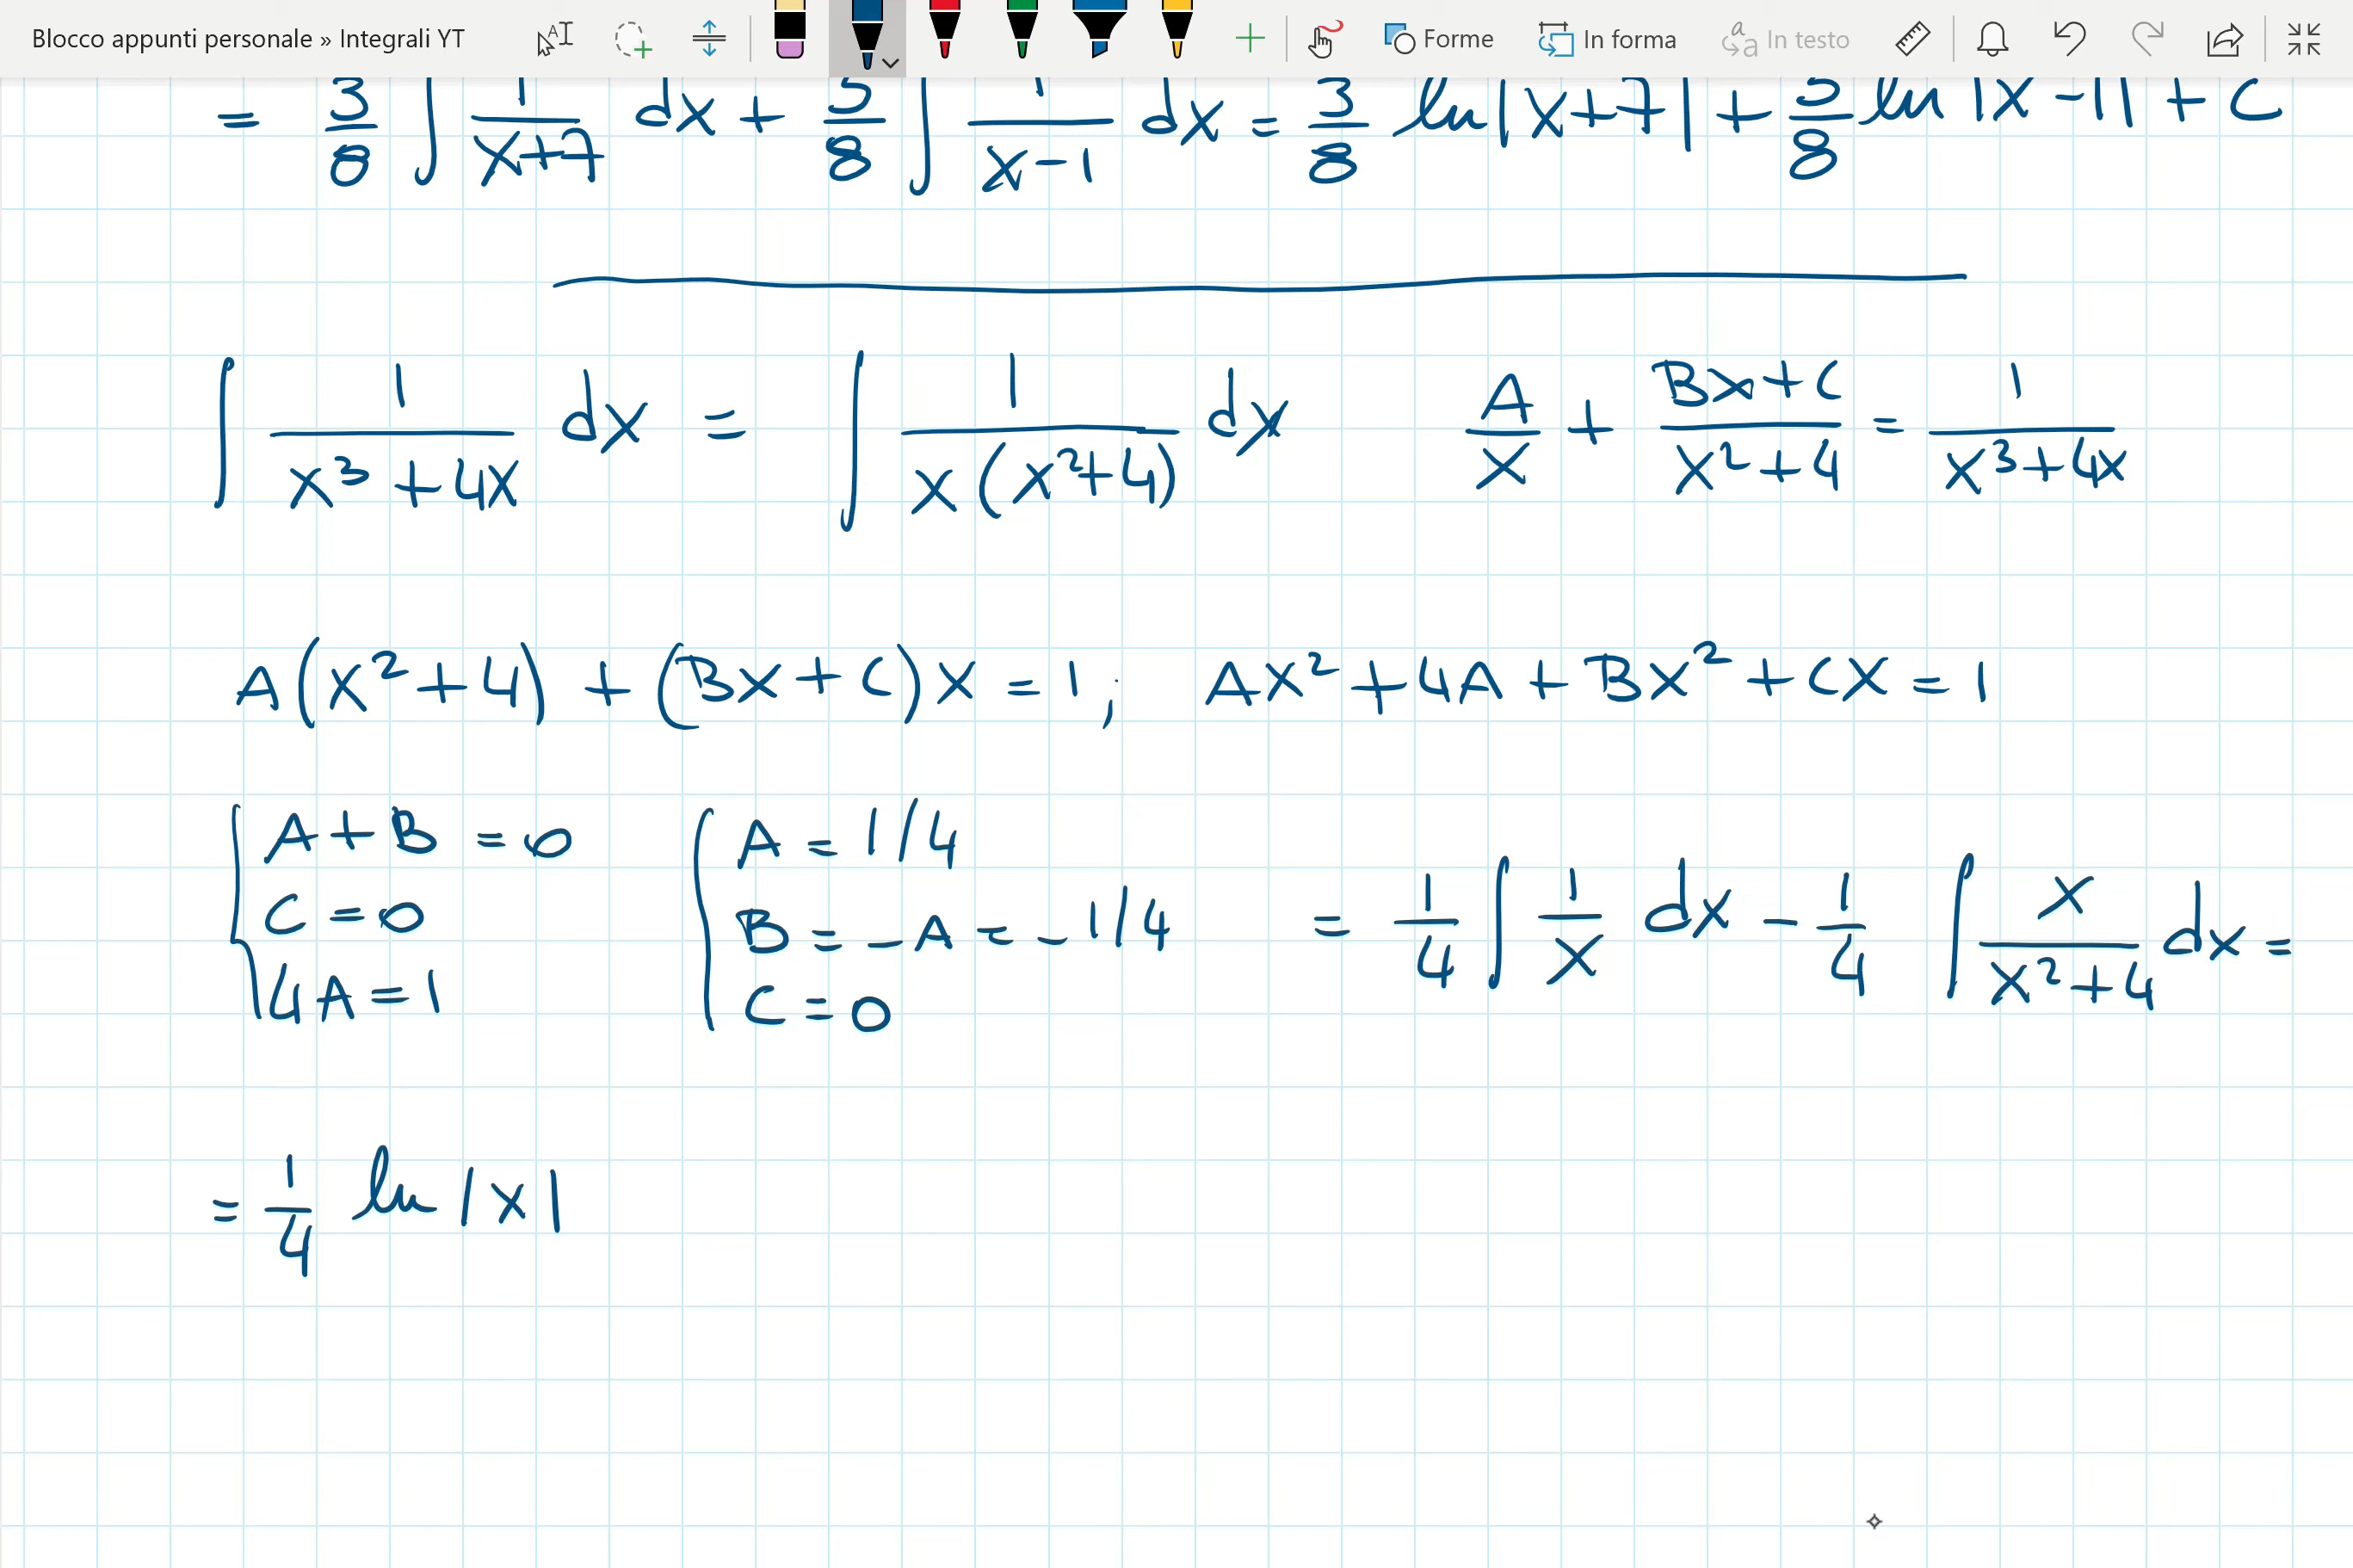 Blocco appunti personale » Integrali YT Forme In forma In testo
= 3/8 ∫ 1/(x+7) dx + 5/8 ∫ 1/(x-1) dx = 3/8 ln|x+7| + 5/8 ln|x-1| + C
∫ 1/(x³+4x) dx = ∫ 1/(x(x²+4)) dx A/x + (Bx+C)/(x²+4) = 1/(x³+4x)
A(x²+4) + (Bx+C)x = 1; Ax²+4A+Bx²+Cx=1
A+B=0 A=1/4
C=0 B=-A=-1/4 = 1/4 ∫ 1/x dx - 1/4 ∫ x/(x²+4) dx =
4A=1 C=0
= 1/4 ln|x|